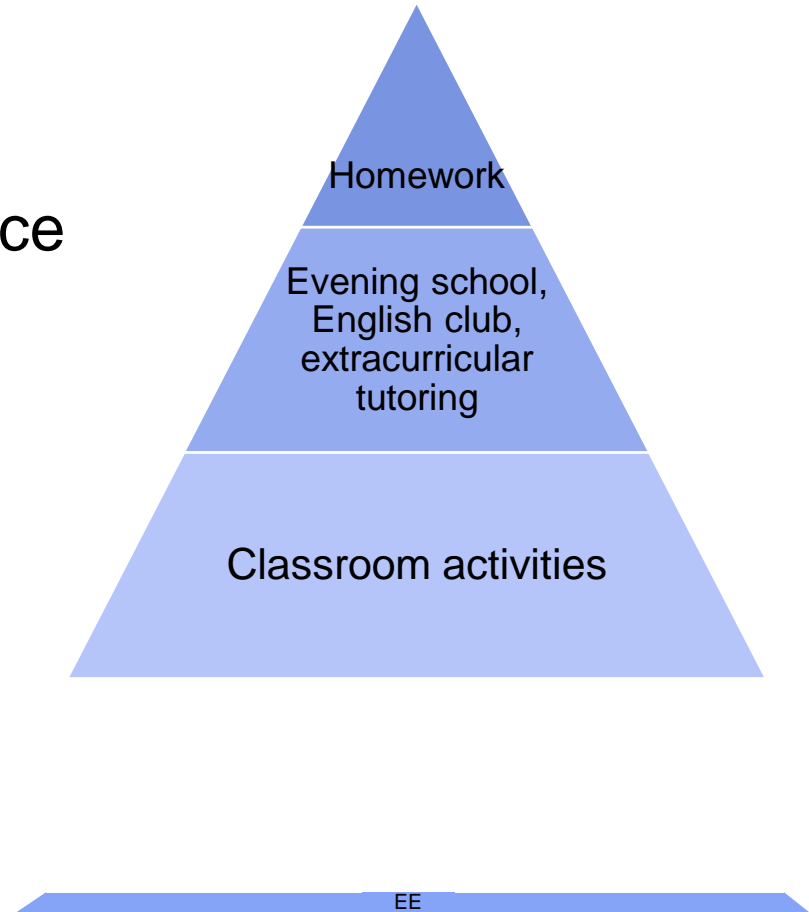 Homework
ce
Evening school,
English club,
extracurricular
tutoring
Classroom activities
EE